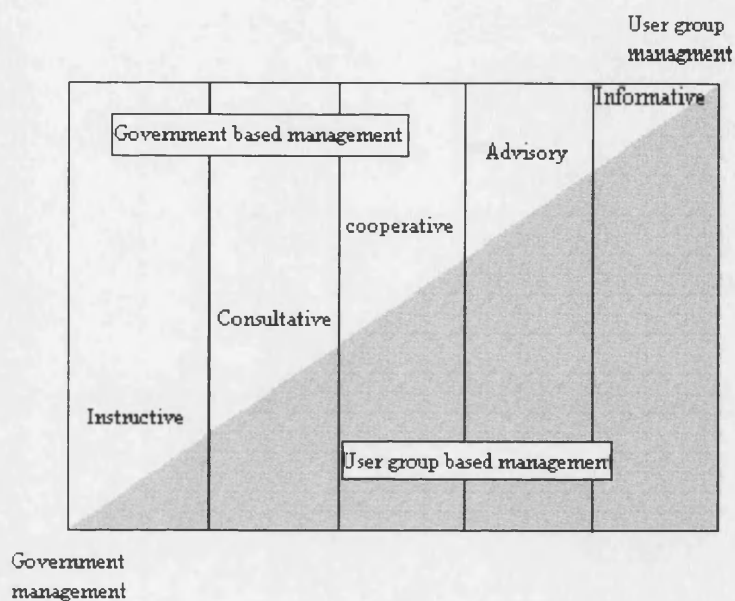 User group
managment
Informative
Government based management
Advisory
cooperative
Consultative
Instructive
User group based management
Government
management